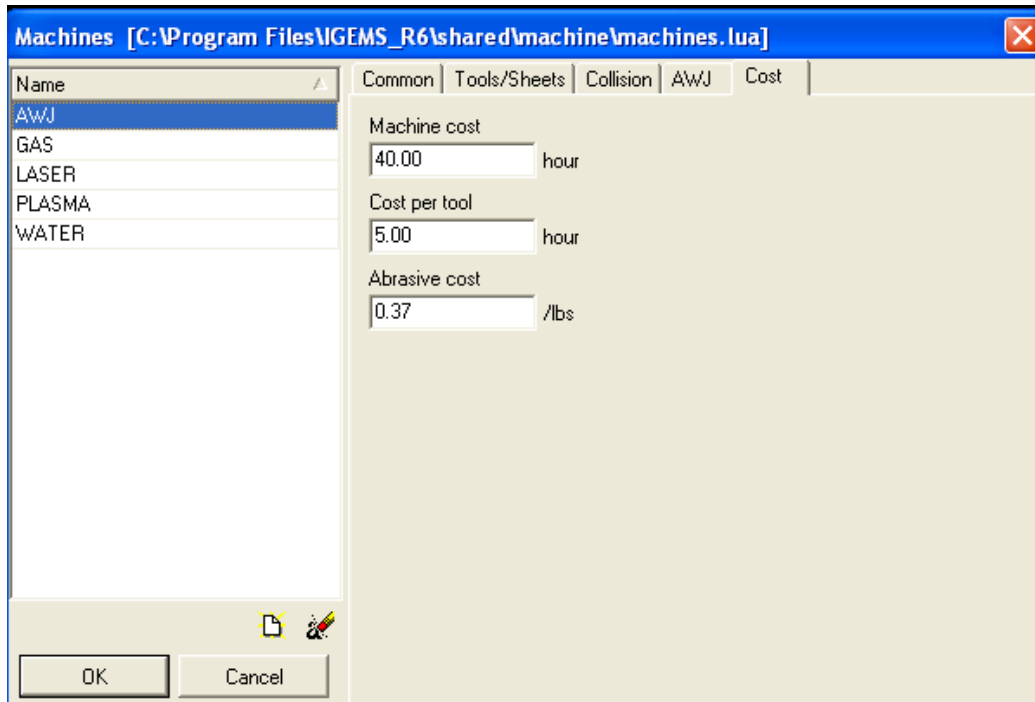 Machines [C:\Program Files\IGEMS_R6\shared\machine\machines.lua]
Name
AWJ
GAS
LASER
PLASMA
WATER
OK
Cancel
Common
Tools/Sheets
Collision
AWJ
Cost
Machine cost
40.00 hour
Cost per tool
5.00 hour
Abrasive cost
0.37 /lbs